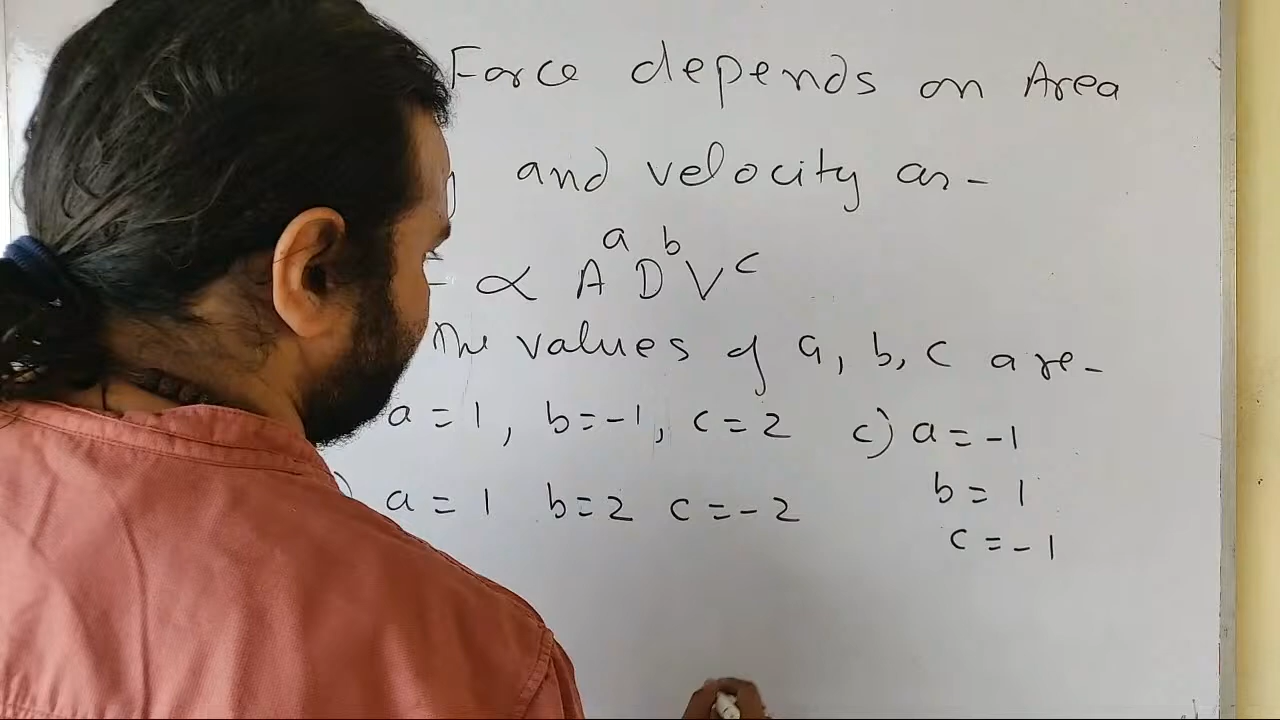 Force depends on Area
and velocity as-
∝ A^a D^b V^c
The values of a, b, c are-
a = 1, b = -1, c = 2 c) a = -1
a = 1 b = 2 c = -2 b = 1
c = -1